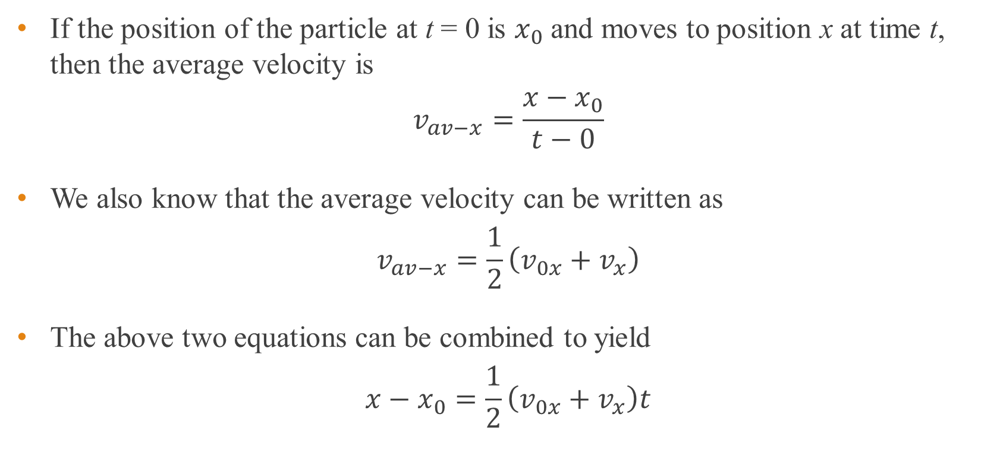 • If the position of the particle at t = 0 is x₀ and moves to position x at time t,
then the average velocity is
v_{av−x} = \frac{x − x_0}{t − 0}
• We also know that the average velocity can be written as
v_{av−x} = \frac{1}{2}(v_{0x} + v_x)
• The above two equations can be combined to yield
x − x_0 = \frac{1}{2}(v_{0x} + v_x)t